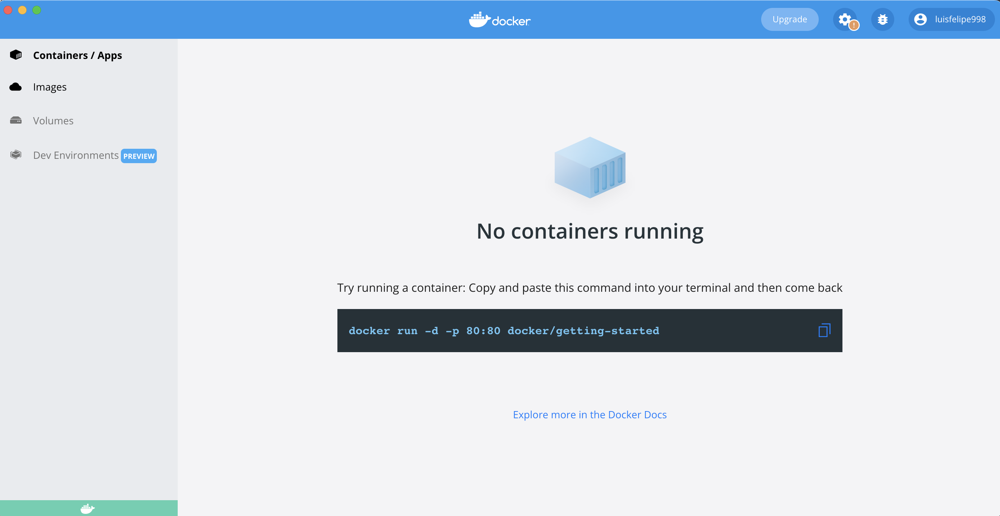 docker
Upgrade
luisfelipe998
Containers / Apps
Images
Volumes
Dev Environments PREVIEW
No containers running
Try running a container: Copy and paste this command into your terminal and then come back
docker run -d -p 80:80 docker/getting-started
Explore more in the Docker Docs